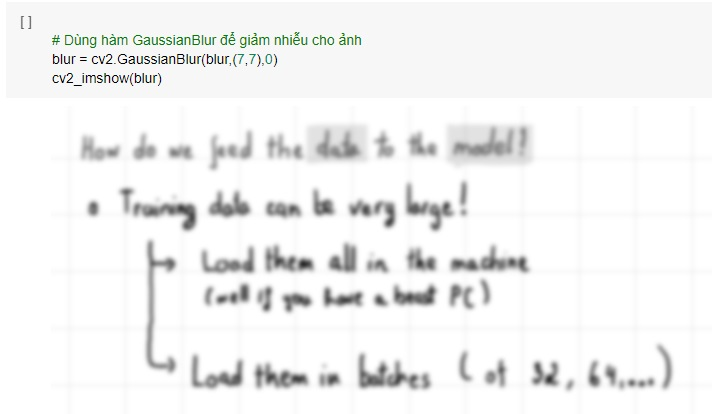 [ ]
# Dùng hàm GaussianBlur để giảm nhiễu cho ảnh
blur = cv2.GaussianBlur(blur,(7,7),0)
cv2_imshow(blur)
How do we feed the data to the model!
Training data can be very large!
→ Load them all in the machine
(well if you have a beast PC)
→ Load them in batches ( of 32, 64,...)